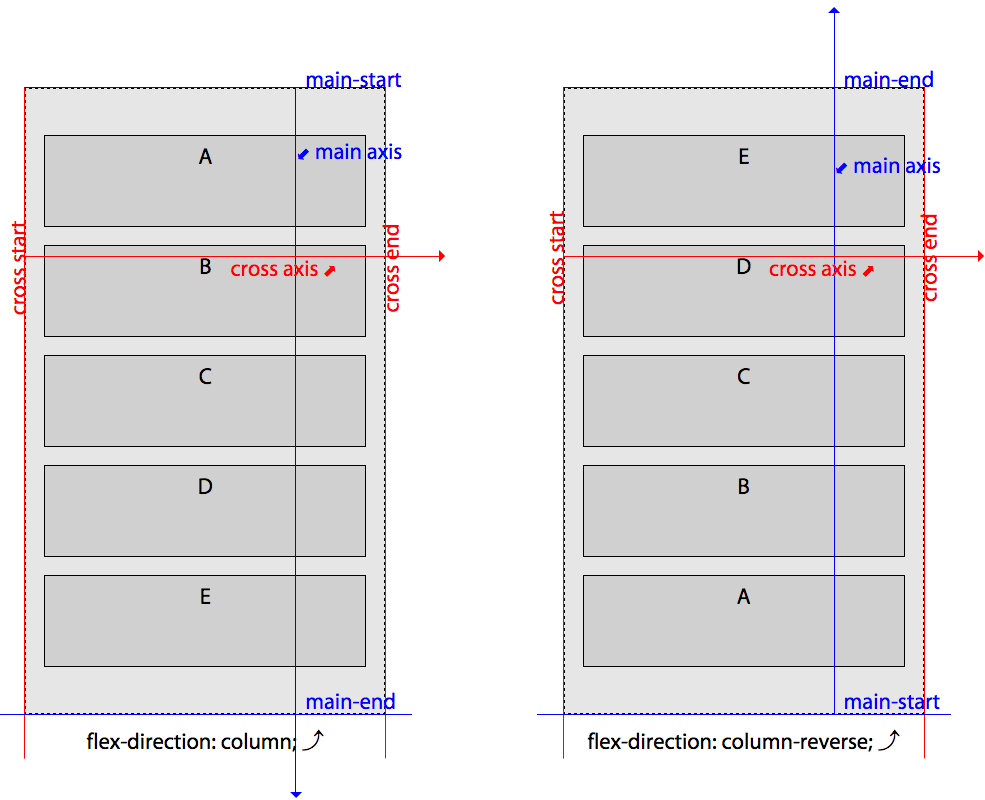 main-start
A
main axis
cross start
cross end
B
cross axis
C
D
E
main-end
flex-direction: column;
main-end
E
main axis
cross start
cross end
D
cross axis
C
B
A
main-start
flex-direction: column-reverse;